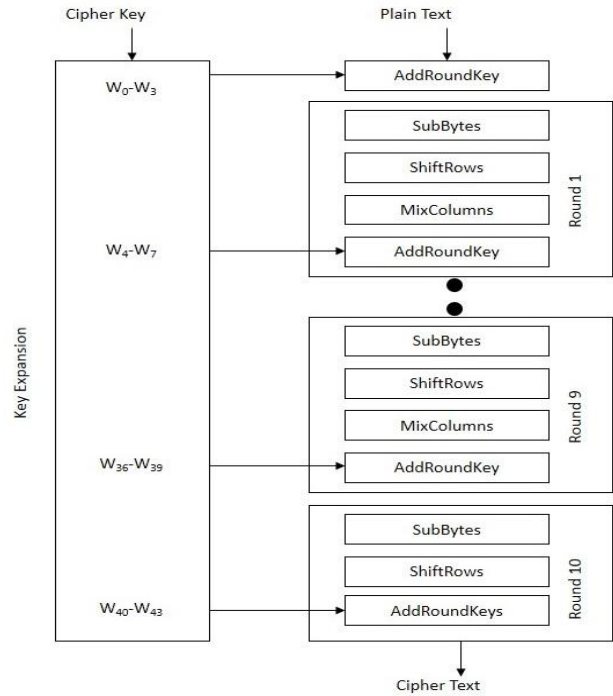 Cipher Key
Plain Text
W₀-W₃
AddRoundKey
SubBytes
ShiftRows
MixColumns
W₄-W₇
AddRoundKey
Round 1
SubBytes
ShiftRows
MixColumns
W₃₆-W₃₉
AddRoundKey
Round 9
Key Expansion
SubBytes
ShiftRows
W₄₀-W₄₃
AddRoundKeys
Round 10
Cipher Text